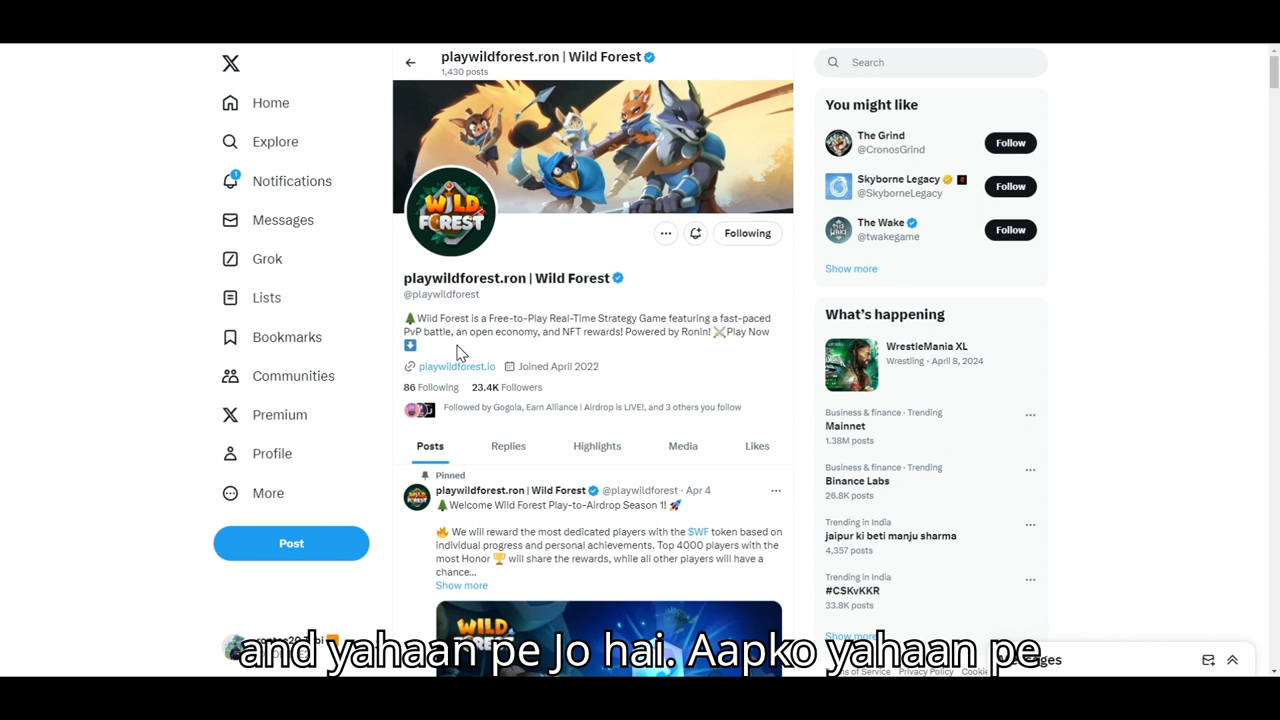 playwildforest.ron | Wild Forest
1,430 posts
Home
Explore
1
Notifications
Messages
Grok
Lists
Bookmarks
Communities
Premium
Profile
More
Post
WILD
FOREST
Following
playwildforest.ron | Wild Forest
@playwildforest
🌲Wild Forest is a Free-to-Play Real-Time Strategy Game featuring a fast-paced
PvP battle, an open economy, and NFT rewards! Powered by Ronin! ⚔️Play Now
⬇️
playwildforest.io Joined April 2022
86 Following 23.4K Followers
Followed by Gogola, Earn Alliance | Airdrop is LIVE!, and 3 others you follow
Posts Replies Highlights Media Likes
Pinned
playwildforest.ron | Wild Forest @playwildforest · Apr 4
🌲Welcome Wild Forest Play-to-Airdrop Season 1! 🚀
🔥 We will reward the most dedicated players with the $WF token based on
individual progress and personal achievements. Top 4000 players with the
most Honor 🏆 will share the rewards, while all other players will have a
chance...
Show more
WILD
Search
You might like
The Grind
@CronosGrind
Follow
Skyborne Legacy
@SkyborneLegacy
Follow
The Wake
@twakegame
Follow
Show more
What's happening
WrestleMania XL
Wrestling · April 8, 2024
Business & finance · Trending
Mainnet
1.38M posts
Business & finance · Trending
Binance Labs
26.8K posts
Trending in India
jaipur ki beti manju sharma
4,357 posts
Trending in India
#CSKvKKR
33.8K posts
Show more
Privacy Policy
and yahaan pe Jo hai. Aapko yahaan pe